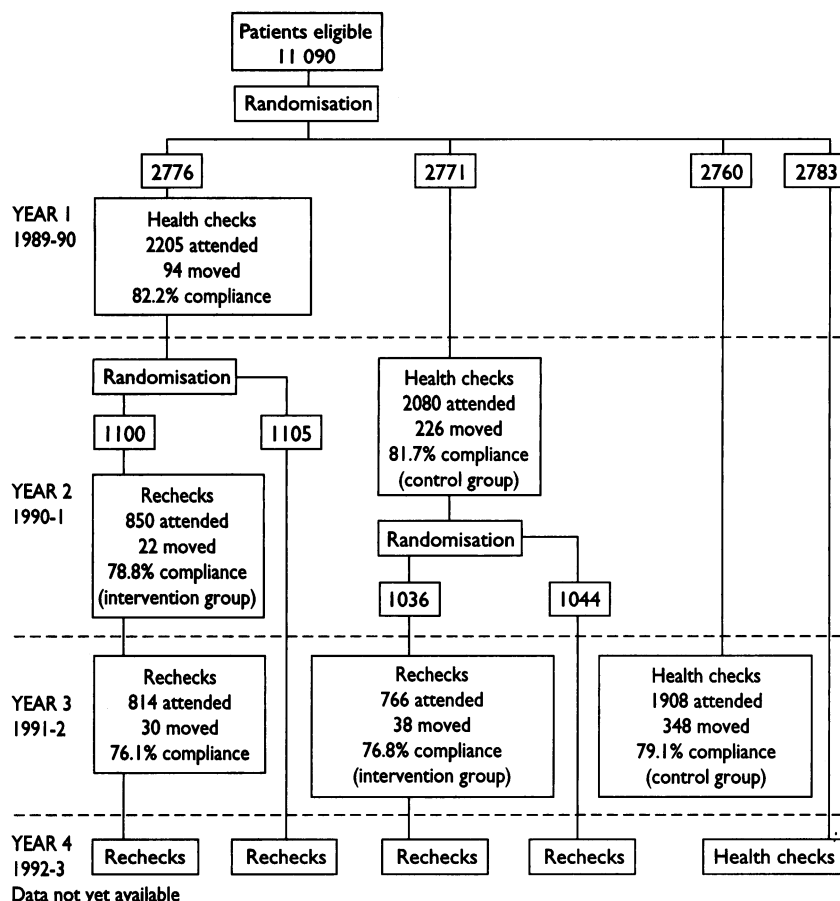 Patients eligible
11 090
Randomisation
2776
2771
2760
2783
YEAR 1
1989-90
Health checks
2205 attended
94 moved
82.2% compliance
Randomisation
1100
1105
Health checks
2080 attended
226 moved
81.7% compliance
(control group)
YEAR 2
1990-1
Rechecks
850 attended
22 moved
78.8% compliance
(intervention group)
Randomisation
1036
1044
YEAR 3
1991-2
Rechecks
814 attended
30 moved
76.1% compliance
Rechecks
766 attended
38 moved
76.8% compliance
(intervention group)
Health checks
1908 attended
348 moved
79.1% compliance
(control group)
YEAR 4
1992-3
Rechecks
Rechecks
Rechecks
Rechecks
Health checks
Data not yet available